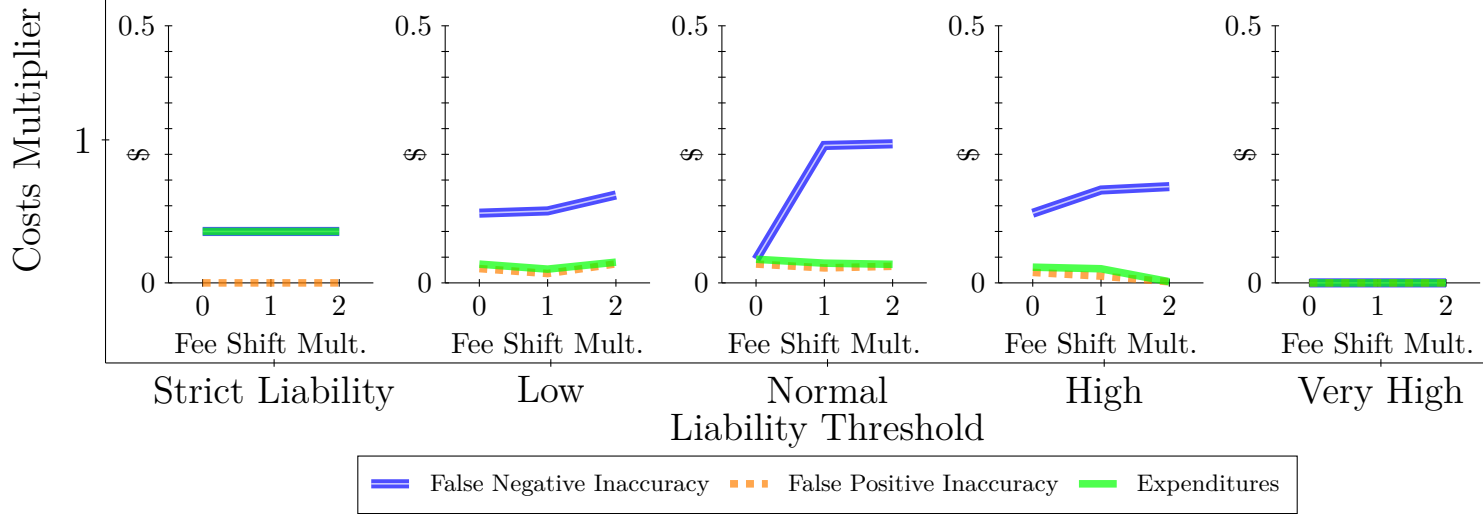 Costs Multiplier
1
0.5
$
0
0 1 2
Fee Shift Mult.
0.5
$
0
0 1 2
Fee Shift Mult.
0.5
$
0
0 1 2
Fee Shift Mult.
0.5
$
0
0 1 2
Fee Shift Mult.
0.5
$
0
0 1 2
Fee Shift Mult.
Strict Liability Low Normal High Very High
Liability Threshold
False Negative Inaccuracy False Positive Inaccuracy Expenditures